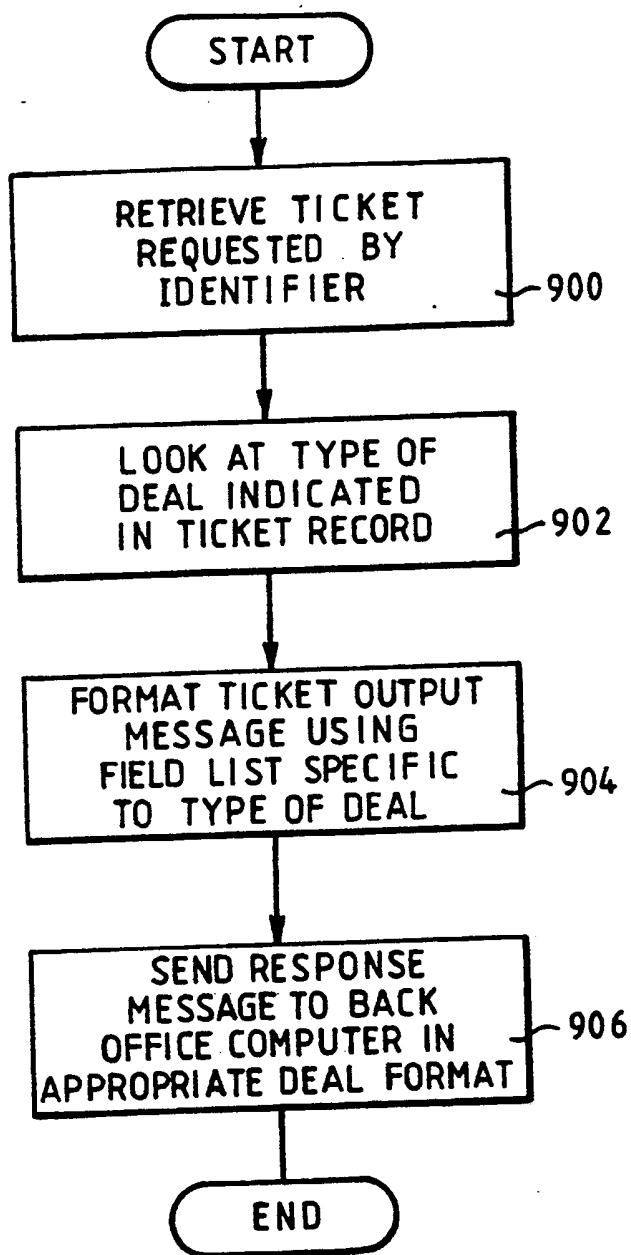 START
RETRIEVE TICKET
REQUESTED BY
IDENTIFIER
900
LOOK AT TYPE OF
DEAL INDICATED
IN TICKET RECORD
902
FORMAT TICKET OUTPUT
MESSAGE USING
FIELD LIST SPECIFIC
TO TYPE OF DEAL
904
SEND RESPONSE
MESSAGE TO BACK
OFFICE COMPUTER IN
APPROPRIATE DEAL FORMAT
906
END